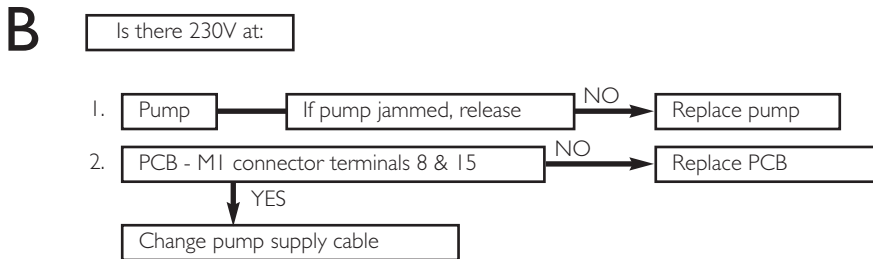 B
Is there 230V at:
1. Pump If pump jammed, release NO Replace pump
2. PCB - M1 connector terminals 8 & 15 NO Replace PCB
YES
Change pump supply cable